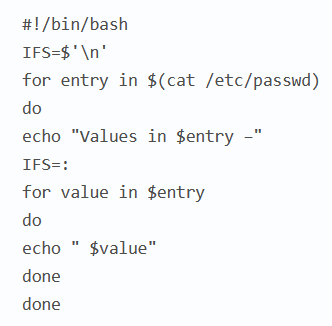 #!/bin/bash
IFS=$'\n'
for entry in $(cat /etc/passwd)
do
echo "Values in $entry –"
IFS=:
for value in $entry
do
echo " $value"
done
done